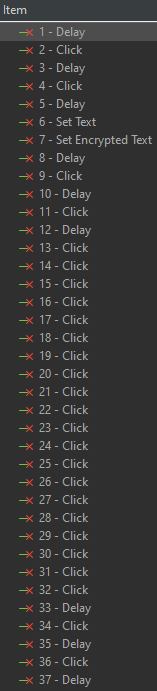 Item
1 - Delay
2 - Click
3 - Delay
4 - Click
5 - Delay
6 - Set Text
7 - Set Encrypted Text
8 - Delay
9 - Click
10 - Delay
11 - Click
12 - Delay
13 - Click
14 - Click
15 - Click
16 - Click
17 - Click
18 - Click
19 - Click
20 - Click
21 - Click
22 - Click
23 - Click
24 - Click
25 - Click
26 - Click
27 - Click
28 - Click
29 - Click
30 - Click
31 - Click
32 - Click
33 - Delay
34 - Click
35 - Delay
36 - Click
37 - Delay